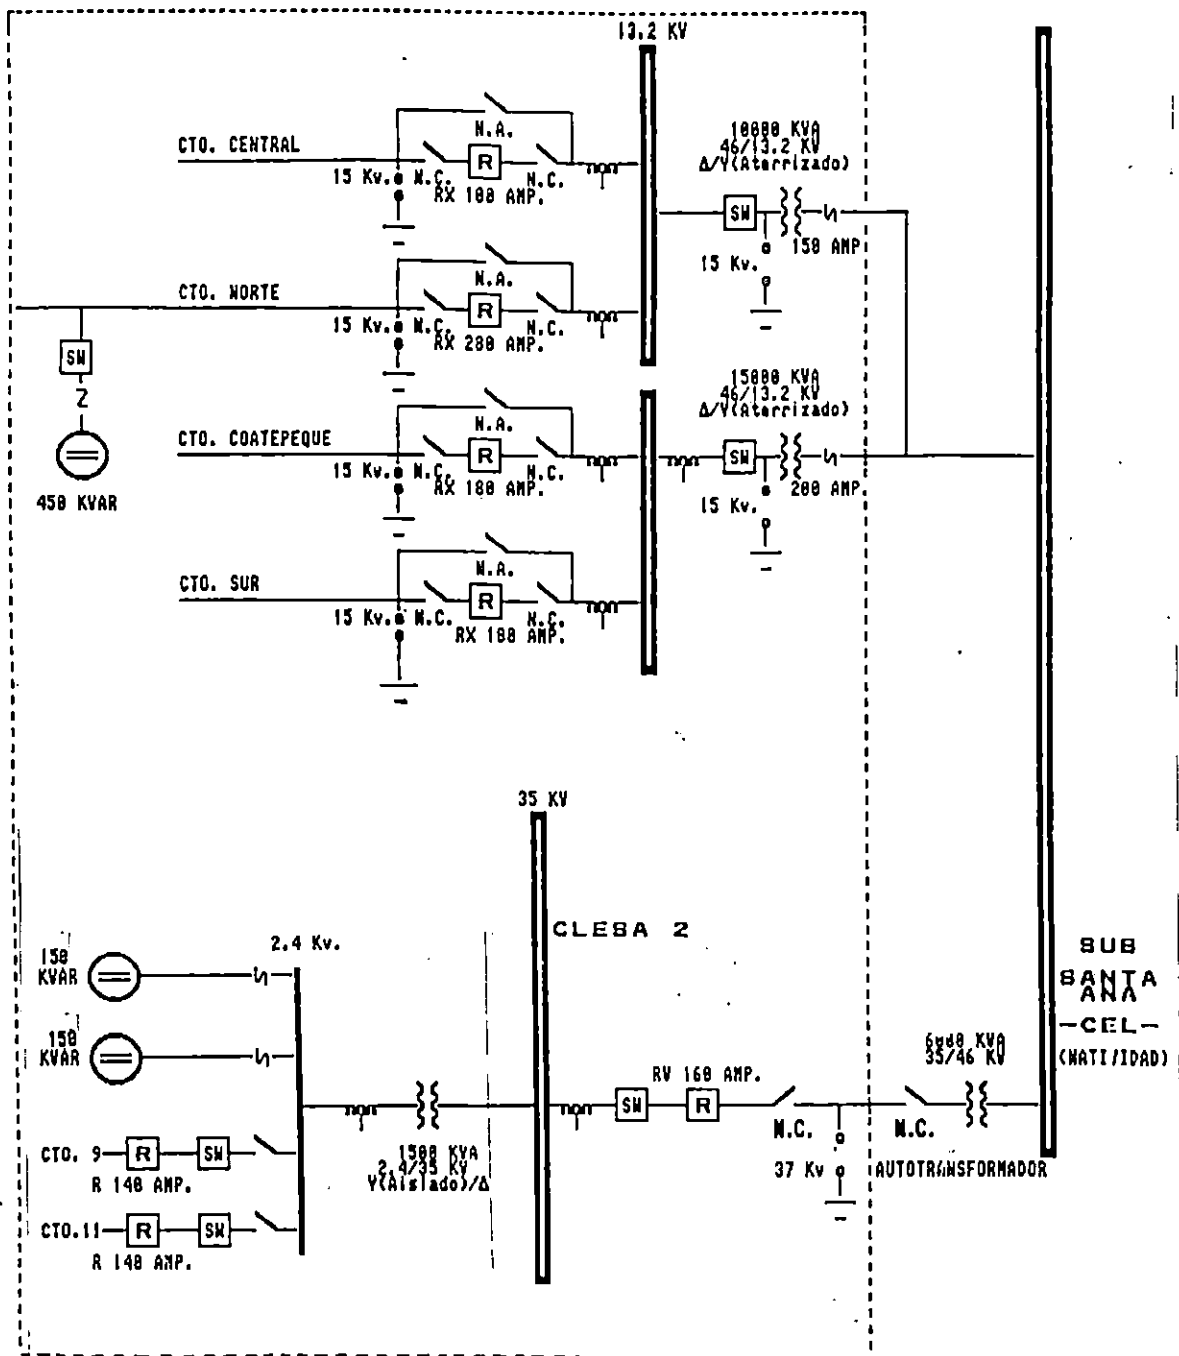 13.2 KV
CTO. CENTRAL
N.A.
15 Kv.
N.C.
R
N.C.
RX 100 AMP.
10000 KVA
46/13.2 KV
Δ/Y(Aterrizado)
SW
150 AMP
15 Kv.
CTO. NORTE
N.A.
15 Kv.
N.C.
R
N.C.
RX 280 AMP.
SW
Z
450 KVAR
15000 KVA
46/13.2 KV
Δ/Y(Aterrizado)
SW
200 AMP.
15 Kv.
CTO. COATEPEQUE
N.A.
15 Kv.
N.C.
R
N.C.
RX 180 AMP.
CTO. SUR
N.A.
15 Kv.
N.C.
R
N.C.
RX 100 AMP.
35 KV
CLESA 2
2.4 Kv.
150
KVAR
150
KVAR
SUB
SANTA
ANA
-CEL-
35/46 KV
RV 160 AMP.
SW
R
N.C.
N.C.
37 Kv
AUTOTRANSFORMADOR
1500 KVA
2.4/35 KV
Y(Aislado)/Δ
CTO. 9
R
SW
R 140 AMP.
CTO.11
R
SW
R 140 AMP.